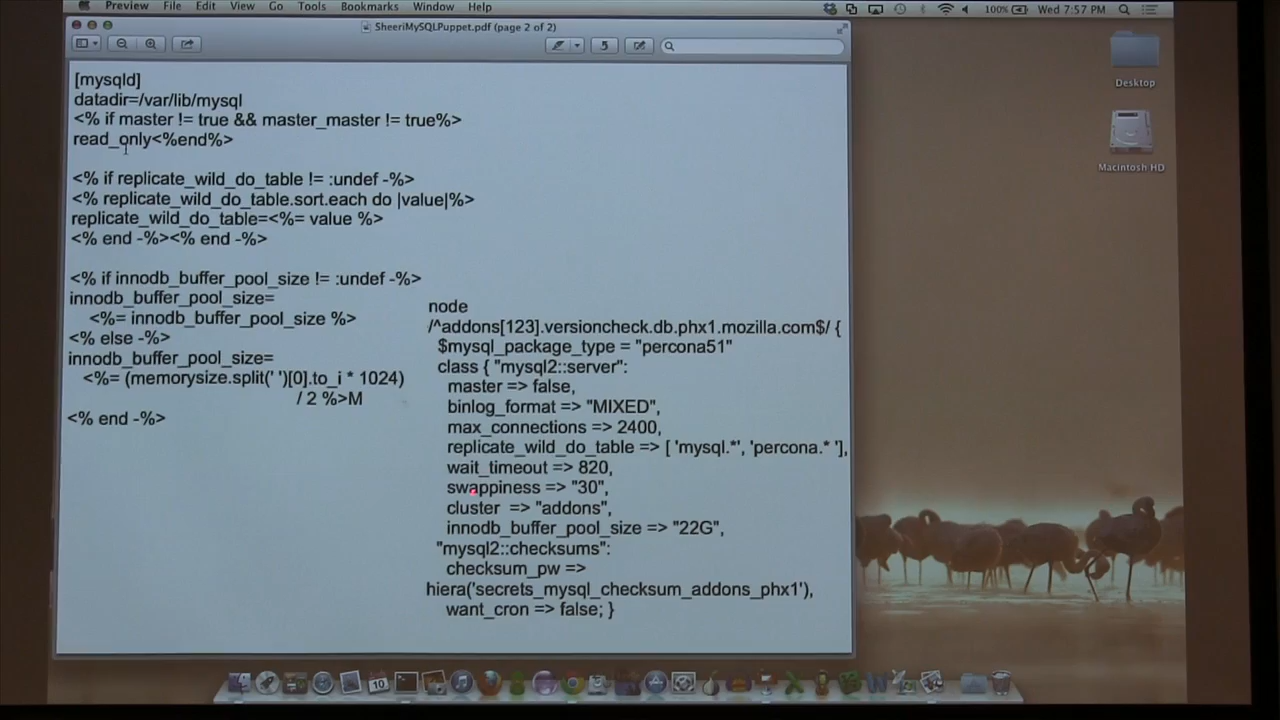 Preview File Edit View Go Tools Bookmarks Window Help 100% Wed 7:57 PM
SheeriMySQLPuppet.pdf (page 2 of 2)
Desktop
Macintosh HD
[mysqld]
datadir=/var/lib/mysql
<% if master != true && master_master != true%>
read_only<%end%>
<% if replicate_wild_do_table != :undef -%>
<% replicate_wild_do_table.sort.each do |value|%>
replicate_wild_do_table=<%= value %>
<% end -%><% end -%>
<% if innodb_buffer_pool_size != :undef -%>
innodb_buffer_pool_size=
<%= innodb_buffer_pool_size %>
<% else -%>
innodb_buffer_pool_size=
<%= (memorysize.split(' ')[0].to_i * 1024)
/ 2 %>M
<% end -%>
node
/^addons[123].versioncheck.db.phx1.mozilla.com$/ {
$mysql_package_type = "percona51"
class { "mysql2::server":
master => false,
binlog_format => "MIXED",
max_connections => 2400,
replicate_wild_do_table => [ 'mysql.*', 'percona.* '],
wait_timeout => 820,
swappiness => "30",
cluster => "addons",
innodb_buffer_pool_size => "22G",
"mysql2::checksums":
checksum_pw =>
hiera('secrets_mysql_checksum_addons_phx1'),
want_cron => false; }
10